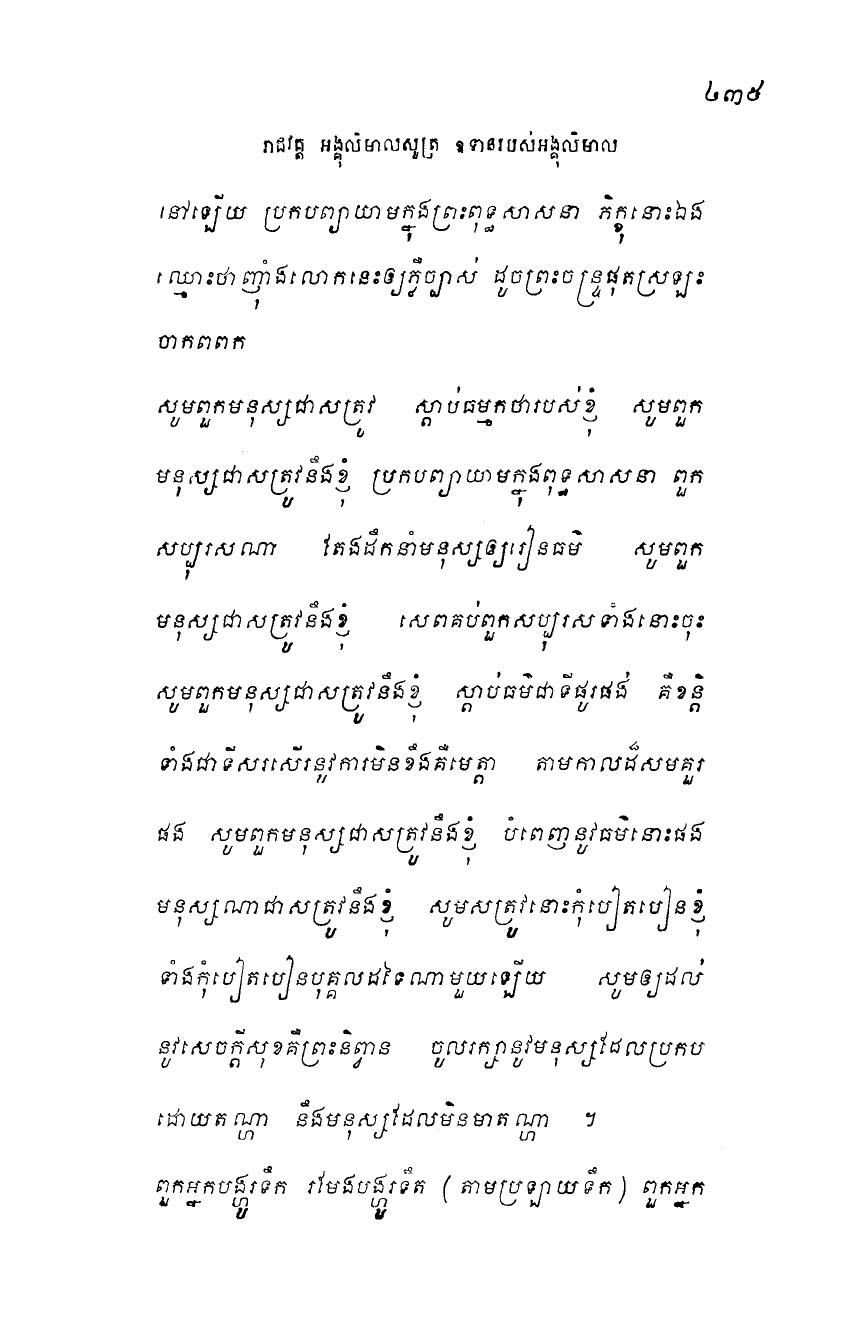 ៤៣៥
រាជវគ្គ អង្គុលិមាលសូត្រ ឧទានរបស់អង្គុលិមាល
នៅឡើយ ប្រកបព្យាយាមក្នុងព្រះពុទ្ធសាសនា ភិក្ខុនោះឯង
ឈ្មោះថាញ៉ាំងលោកនេះឲ្យភ្លឺច្បាស់ ដូចព្រះចន្ទ្រផុតស្រឡះ
ចាកពពក
សូមពួកមនុស្សជាសត្រូវ ស្តាប់ធម្មកថារបស់ខ្ញុំ សូមពួក
មនុស្សជាសត្រូវនឹងខ្ញុំ ប្រកបព្យាយាមក្នុងពុទ្ធសាសនា ពួក
សប្បុរសណា តែងដឹកនាំមនុស្សឲ្យរៀនធម៌ សូមពួក
មនុស្សជាសត្រូវនឹងខ្ញុំ សេពគប់ពួកសប្បុរសទាំងនោះចុះ
សូមពួកមនុស្សជាសត្រូវនឹងខ្ញុំ ស្តាប់ធម៌ជាទីផូរផង់ គឺខន្តិ
ទាំងជាទីសរសើរនូវការមិនខឹងគឺមេត្តា តាមកាលដ៏សមគួរ
ផង សូមពួកមនុស្សជាសត្រូវនឹងខ្ញុំ បំពេញនូវធម៌នោះផង
មនុស្សណាជាសត្រូវនឹងខ្ញុំ សូមសត្រូវនោះកុំបៀតបៀនខ្ញុំ
ទាំងកុំបៀតបៀនបុគ្គលដទៃណាមួយឡើយ សូមឲ្យដល់
នូវសេចក្តីសុខគឺព្រះនិព្វាន ចូលរក្សានូវមនុស្សដែលប្រកប
ដោយតណ្ហា នឹងមនុស្សដែលមិនមាតណ្ហា ។
ពួកអ្នកបង្ហូរទឹក រមែងបង្ហូរទឹត (តាមប្រឡាយទឹក) ពួកអ្នក